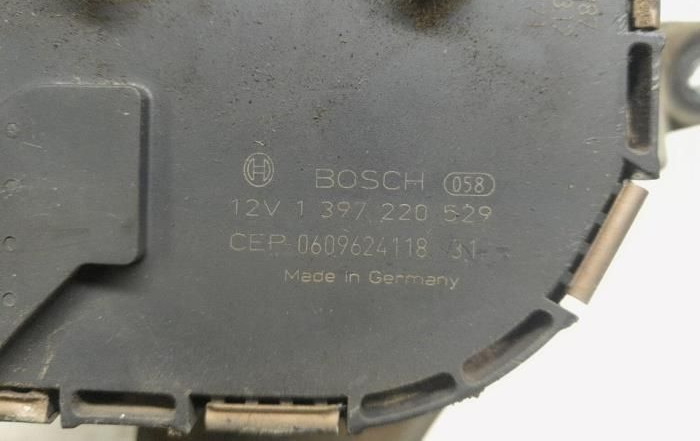 BOSCH 058
12V 1 397 220 529
CEP 0609624118 31
Made in Germany